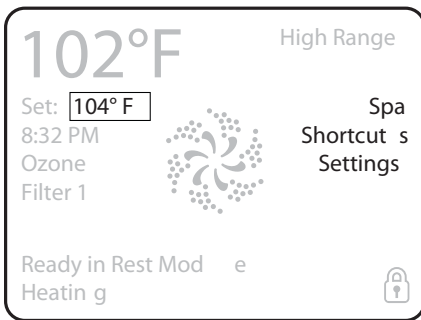 102°F
High Range
Set: 104° F
Spa
8:32 PM
Shortcut s
Ozone
Settings
Filter 1
Ready in Rest Mod e
Heatin g